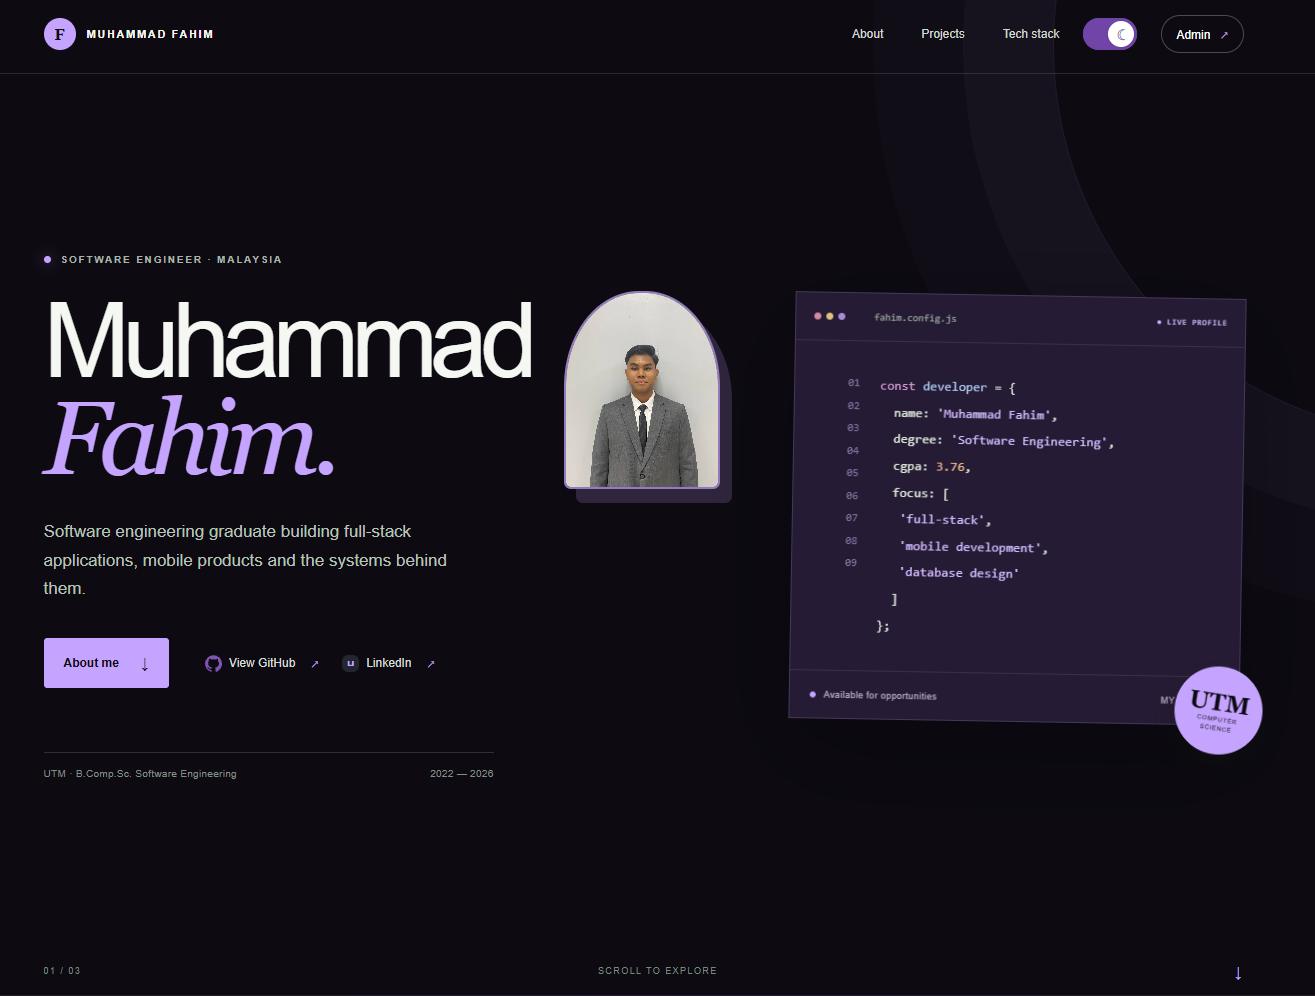 F MUHAMMAD FAHIM
About Projects Tech stack Admin ↗
SOFTWARE ENGINEER · MALAYSIA
Muhammad
Fahim.
Software engineering graduate building full-stack
applications, mobile products and the systems behind
them.
About me ↓ View GitHub ↗ LinkedIn ↗
UTM · B.Comp.Sc. Software Engineering 2022 — 2026
fahim.config.js LIVE PROFILE
01
02
03
04
05
06
07
08
09
const developer = {
name: 'Muhammad Fahim',
degree: 'Software Engineering',
cgpa: 3.76,
focus: [
'full-stack',
'mobile development',
'database design'
]
};
Available for opportunities MY
UTM
COMPUTER
SCIENCE
01 / 03 SCROLL TO EXPLORE ↓